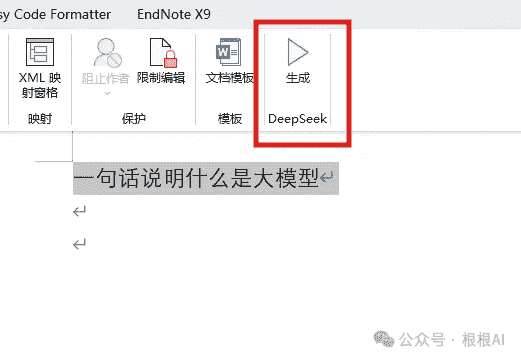 sy Code Formatter EndNote X9
XML 映
射窗格
阻止作者
限制编辑
文档模板
生成
映射
保护
模板
DeepSeek
一句话说明什么是大模型
公众号 · 根根AI